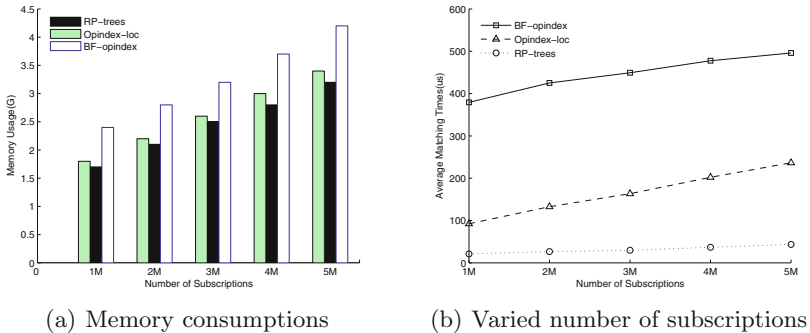 4.5
4
3.5
3
2.5
2
1.5
1
0.5
0
Memory Usage(G)
RP-trees
Opindex-loc
BF-opindex
0 1M 2M 3M 4M 5M
Number of Subscriptions
(a) Memory consumptions
600
500
400
300
200
100
0
Average Matching Times(us)
BF-opindex
Opindex-loc
RP-trees
1M 2M 3M 4M 5M
Number of Subscriptions
(b) Varied number of subscriptions